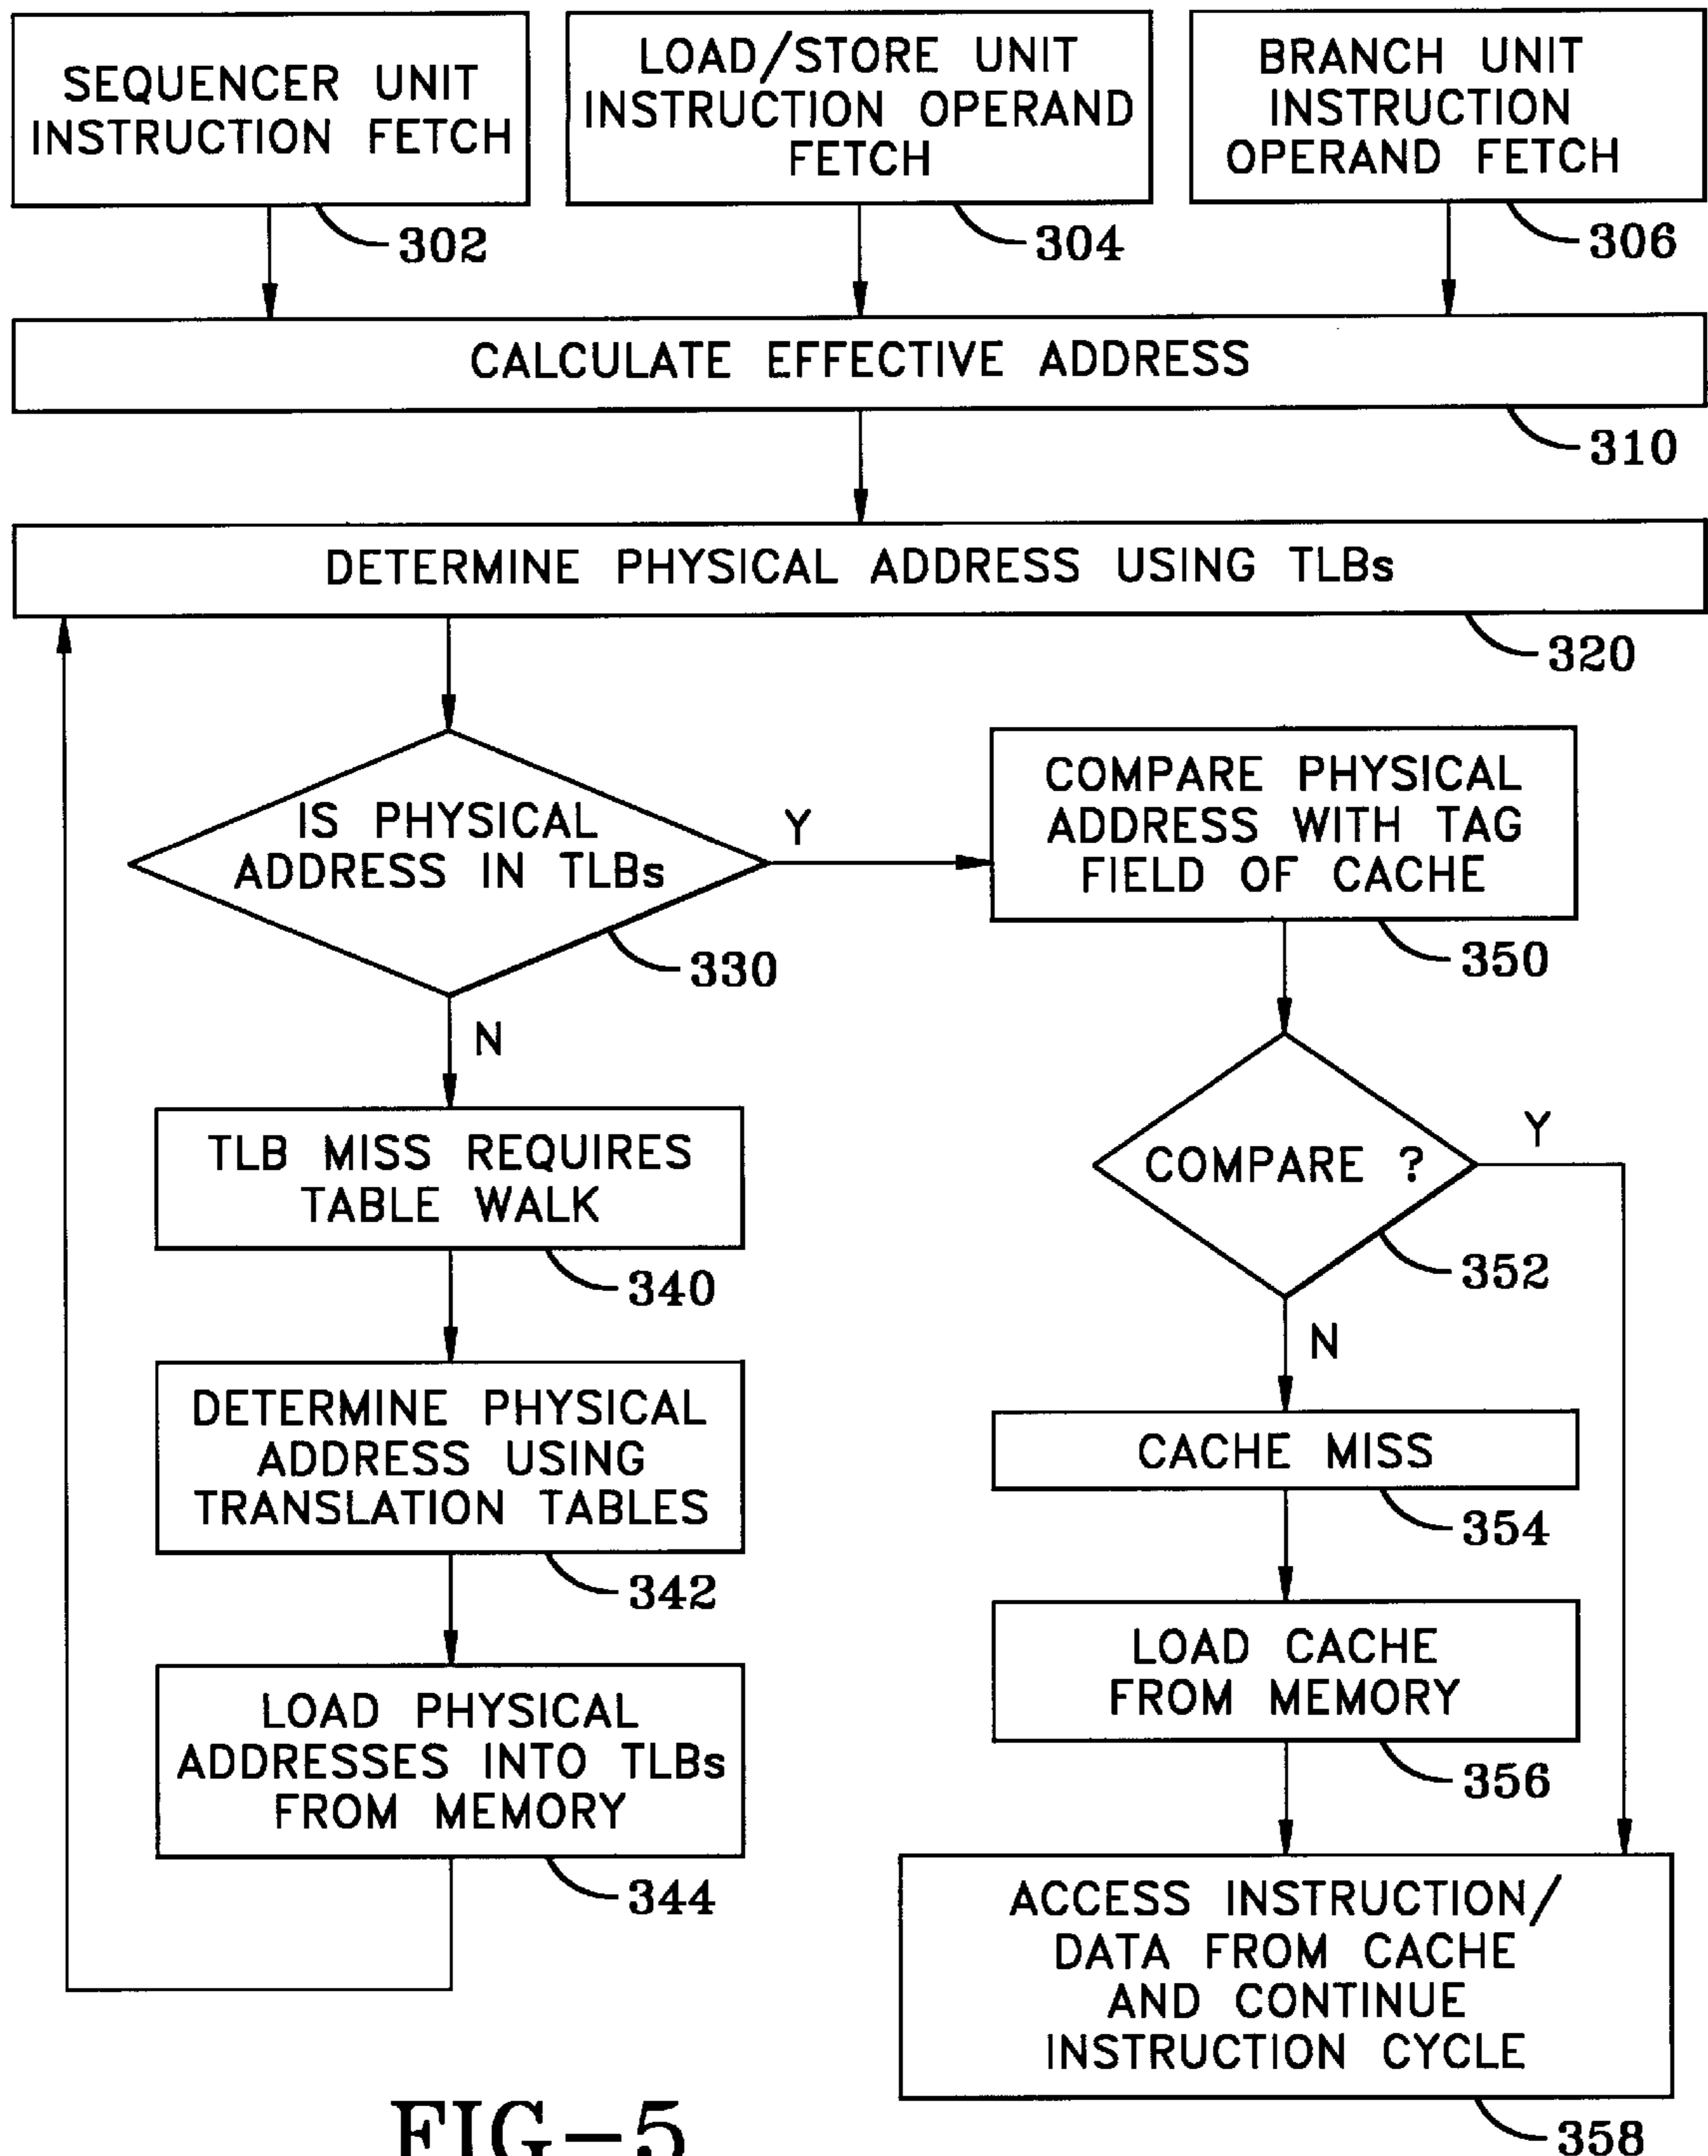 SEQUENCER UNIT
INSTRUCTION FETCH
302
LOAD/STORE UNIT
INSTRUCTION OPERAND
FETCH
304
BRANCH UNIT
INSTRUCTION
OPERAND FETCH
306
CALCULATE EFFECTIVE ADDRESS
310
DETERMINE PHYSICAL ADDRESS USING TLBs
320
IS PHYSICAL
ADDRESS IN TLBs
330
Y
N
TLB MISS REQUIRES
TABLE WALK
340
DETERMINE PHYSICAL
ADDRESS USING
TRANSLATION TABLES
342
LOAD PHYSICAL
ADDRESSES INTO TLBs
FROM MEMORY
344
COMPARE PHYSICAL
ADDRESS WITH TAG
FIELD OF CACHE
350
COMPARE ?
352
Y
N
CACHE MISS
354
LOAD CACHE
FROM MEMORY
356
ACCESS INSTRUCTION/
DATA FROM CACHE
AND CONTINUE
INSTRUCTION CYCLE
358
FIG-5